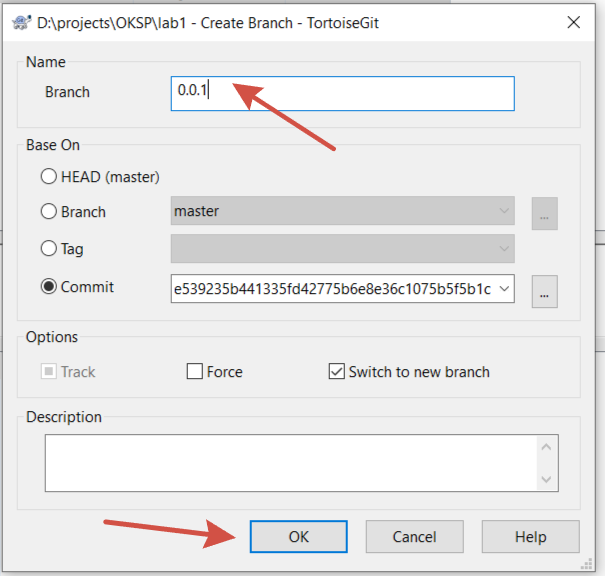 D:\projects\OKSP\lab1 - Create Branch - TortoiseGit
Name
Branch
0.0.1
Base On
HEAD (master)
Branch
master
...
Tag
Commit
e539235b441335fd42775b6e8e36c1075b5f5b1c
...
Options
Track
Force
Switch to new branch
Description
OK
Cancel
Help